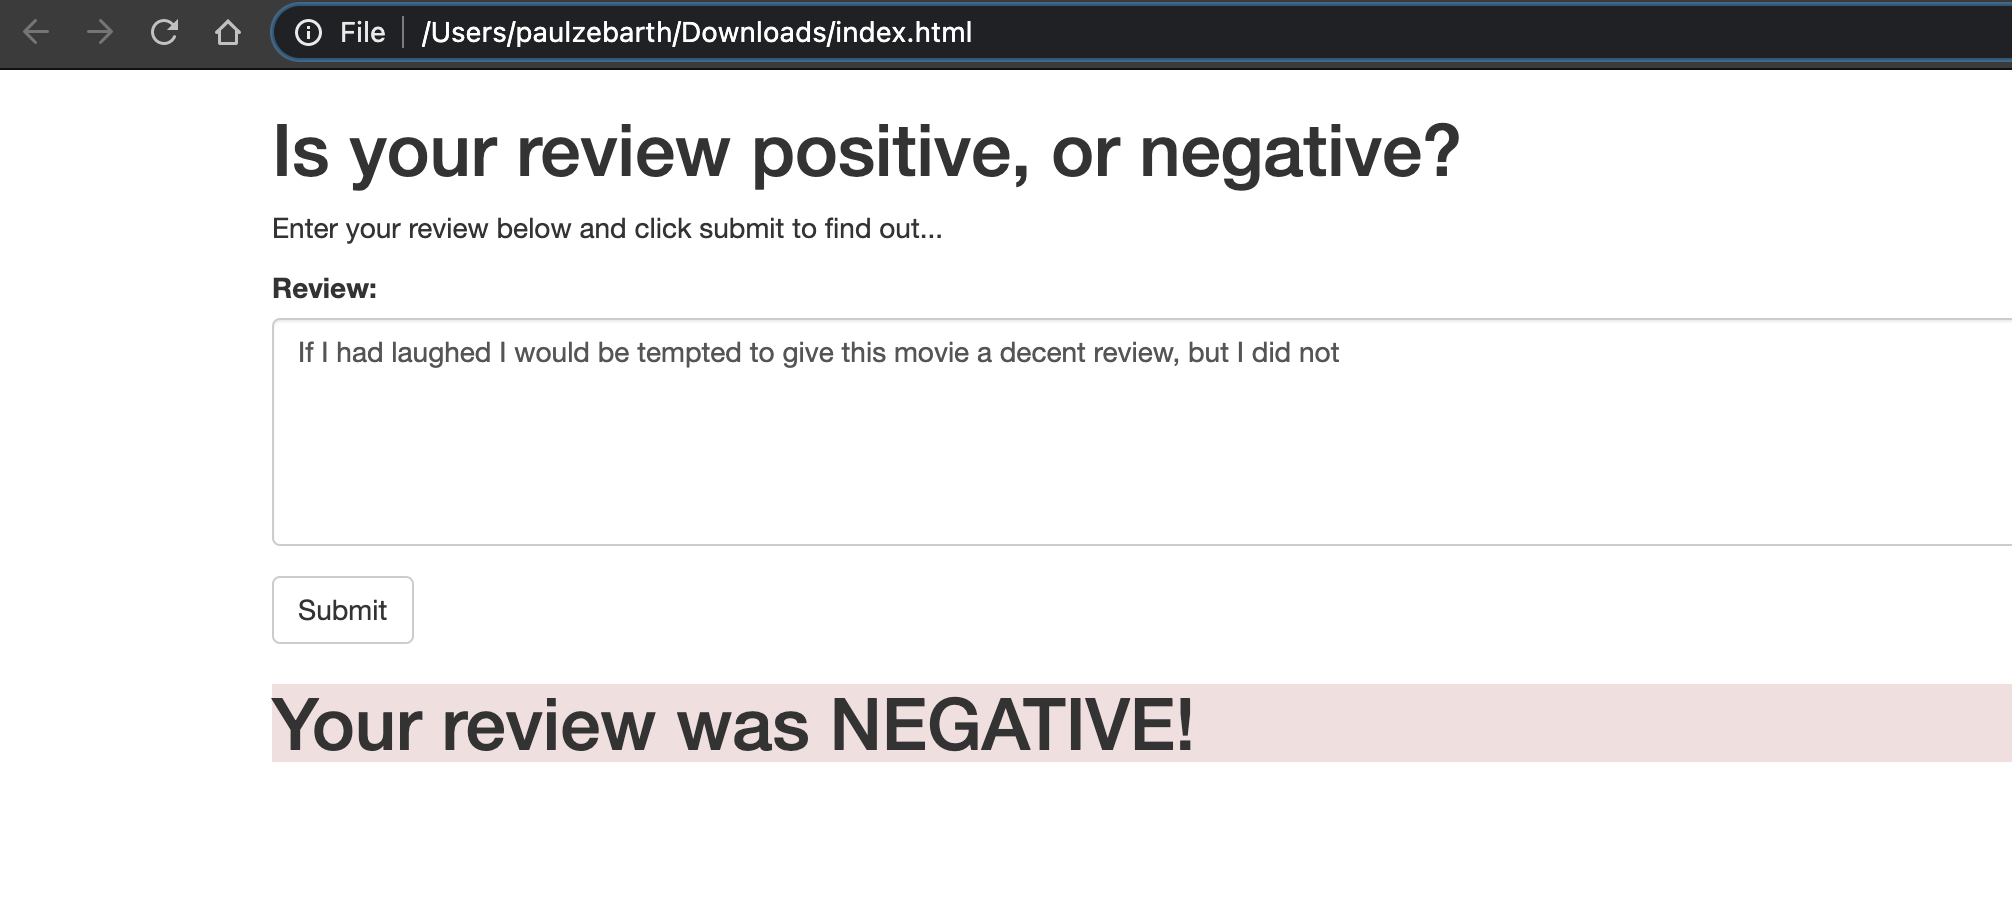 File /Users/paulzebarth/Downloads/index.html
Is your review positive, or negative?
Enter your review below and click submit to find out...
Review:
If I had laughed I would be tempted to give this movie a decent review, but I did not
Submit
Your review was NEGATIVE!